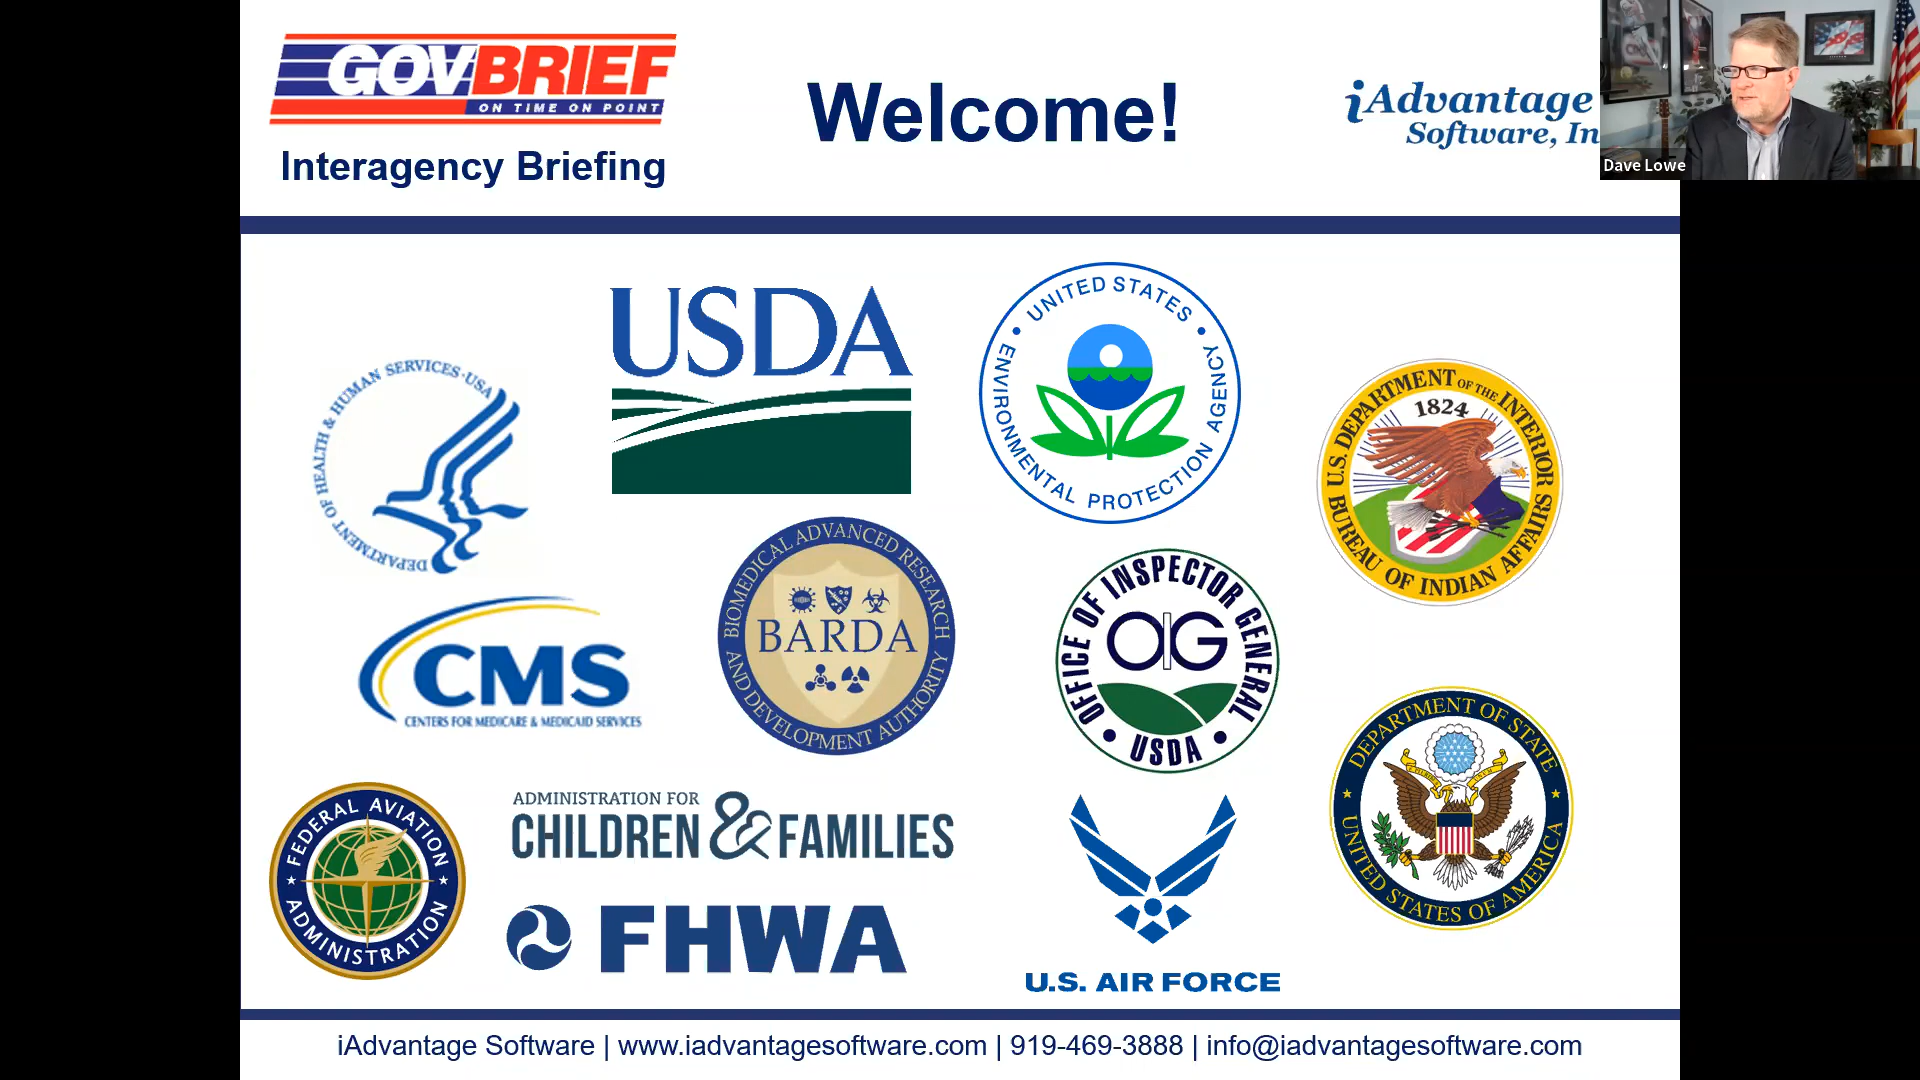 GOVBRIEF
ON TIME ON POINT
Interagency Briefing
Welcome!
iAdvantage
Software, In
Dave Lowe
DEPARTMENT OF HEALTH & HUMAN SERVICES · USA
USDA
UNITED STATES
ENVIRONMENTAL PROTECTION AGENCY
U.S. DEPARTMENT OF THE INTERIOR
1824
BUREAU OF INDIAN AFFAIRS
CMS
CENTERS FOR MEDICARE & MEDICAID SERVICES
BIOMEDICAL ADVANCED RESEARCH
BARDA
AND DEVELOPMENT AUTHORITY
OFFICE OF INSPECTOR GENERAL
OIG
USDA
DEPARTMENT OF STATE
UNITED STATES OF AMERICA
FEDERAL AVIATION
ADMINISTRATION
ADMINISTRATION FOR
CHILDREN & FAMILIES
FHWA
U.S. AIR FORCE
iAdvantage Software | www.iadvantagesoftware.com | 919-469-3888 | info@iadvantagesoftware.com